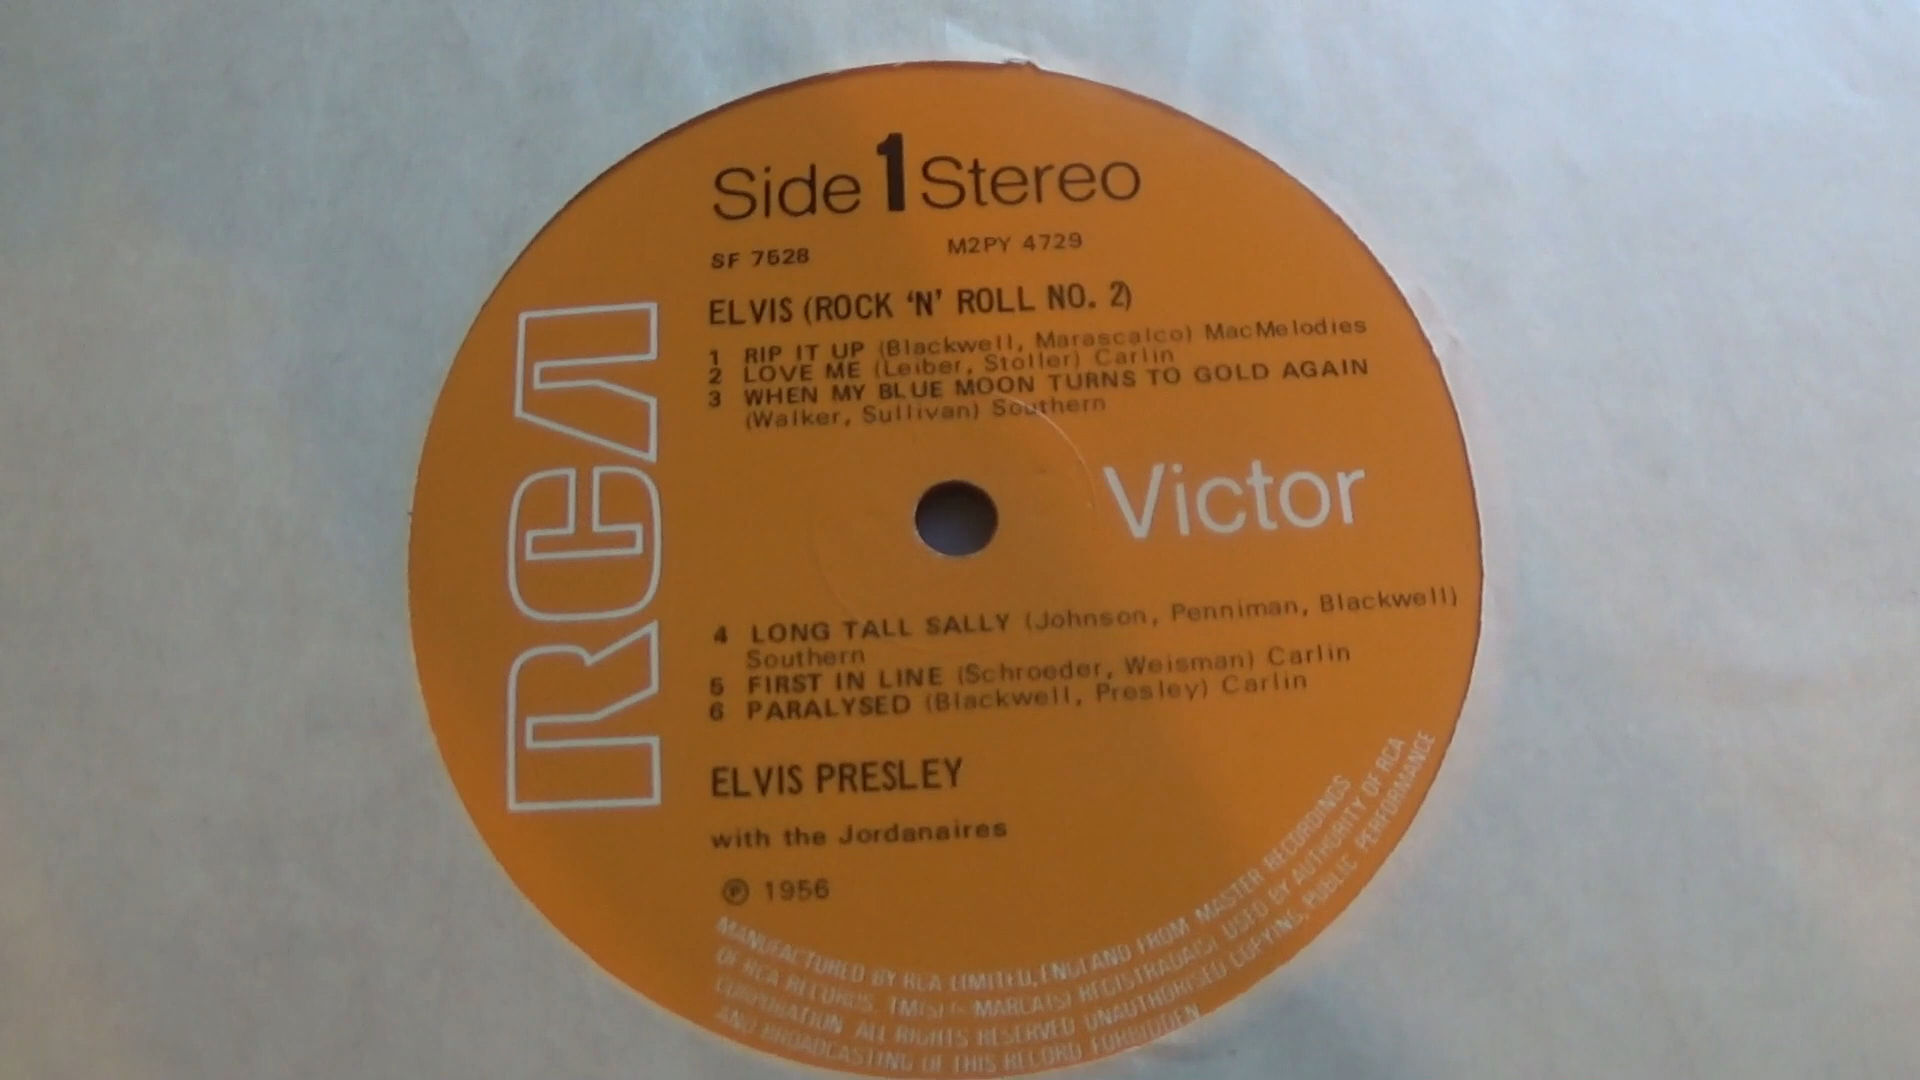 Side 1 Stereo
SF 7528 M2PY 4729
ELVIS (ROCK 'N' ROLL NO. 2)
1 RIP IT UP (Blackwell, Marascalco) MacMelodies
2 LOVE ME (Leiber, Stoller) Carlin
3 WHEN MY BLUE MOON TURNS TO GOLD AGAIN
(Walker, Sullivan) Southern
RCA
Victor
4 LONG TALL SALLY (Johnson, Penniman, Blackwell)
Southern
5 FIRST IN LINE (Schroeder, Weisman) Carlin
6 PARALYSED (Blackwell, Presley) Carlin
ELVIS PRESLEY
with the Jordanaires
℗ 1956
MANUFACTURED BY RCA LIMITED, ENGLAND FROM MASTER RECORDINGS
OF RCA RECORDS. TM(S) ® MARCA(S) REGISTRADA(S) USED BY AUTHORITY OF RCA
CORPORATION ALL RIGHTS RESERVED UNAUTHORISED COPYING, PUBLIC PERFORMANCE
AND BROADCASTING OF THIS RECORD FORBIDDEN